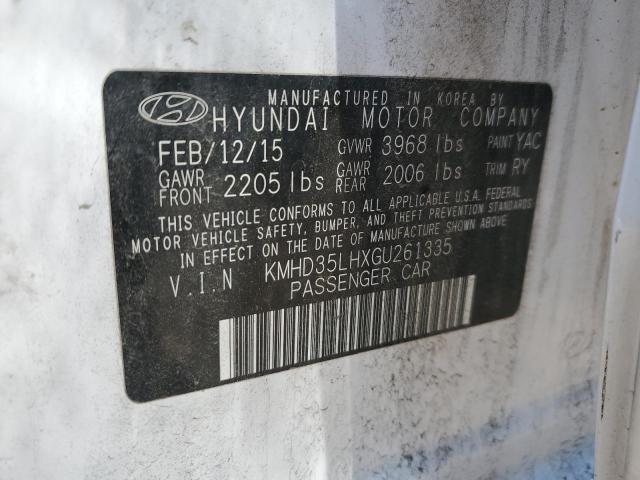 MANUFACTURED IN KOREA BY
HYUNDAI MOTOR COMPANY
FEB/12/15 GVWR 3968 lbs PAINT YAC
GAWR FRONT 2205 lbs GAWR REAR 2006 lbs TRIM RY
THIS VEHICLE CONFORMS TO ALL APPLICABLE U.S.A. FEDERAL
MOTOR VEHICLE SAFETY, BUMPER, AND THEFT PREVENTION STANDARDS
IN EFFECT ON THE DATE OF MANUFACTURE SHOWN ABOVE.
V.I.N KMHD35LHXGU261335
PASSENGER CAR